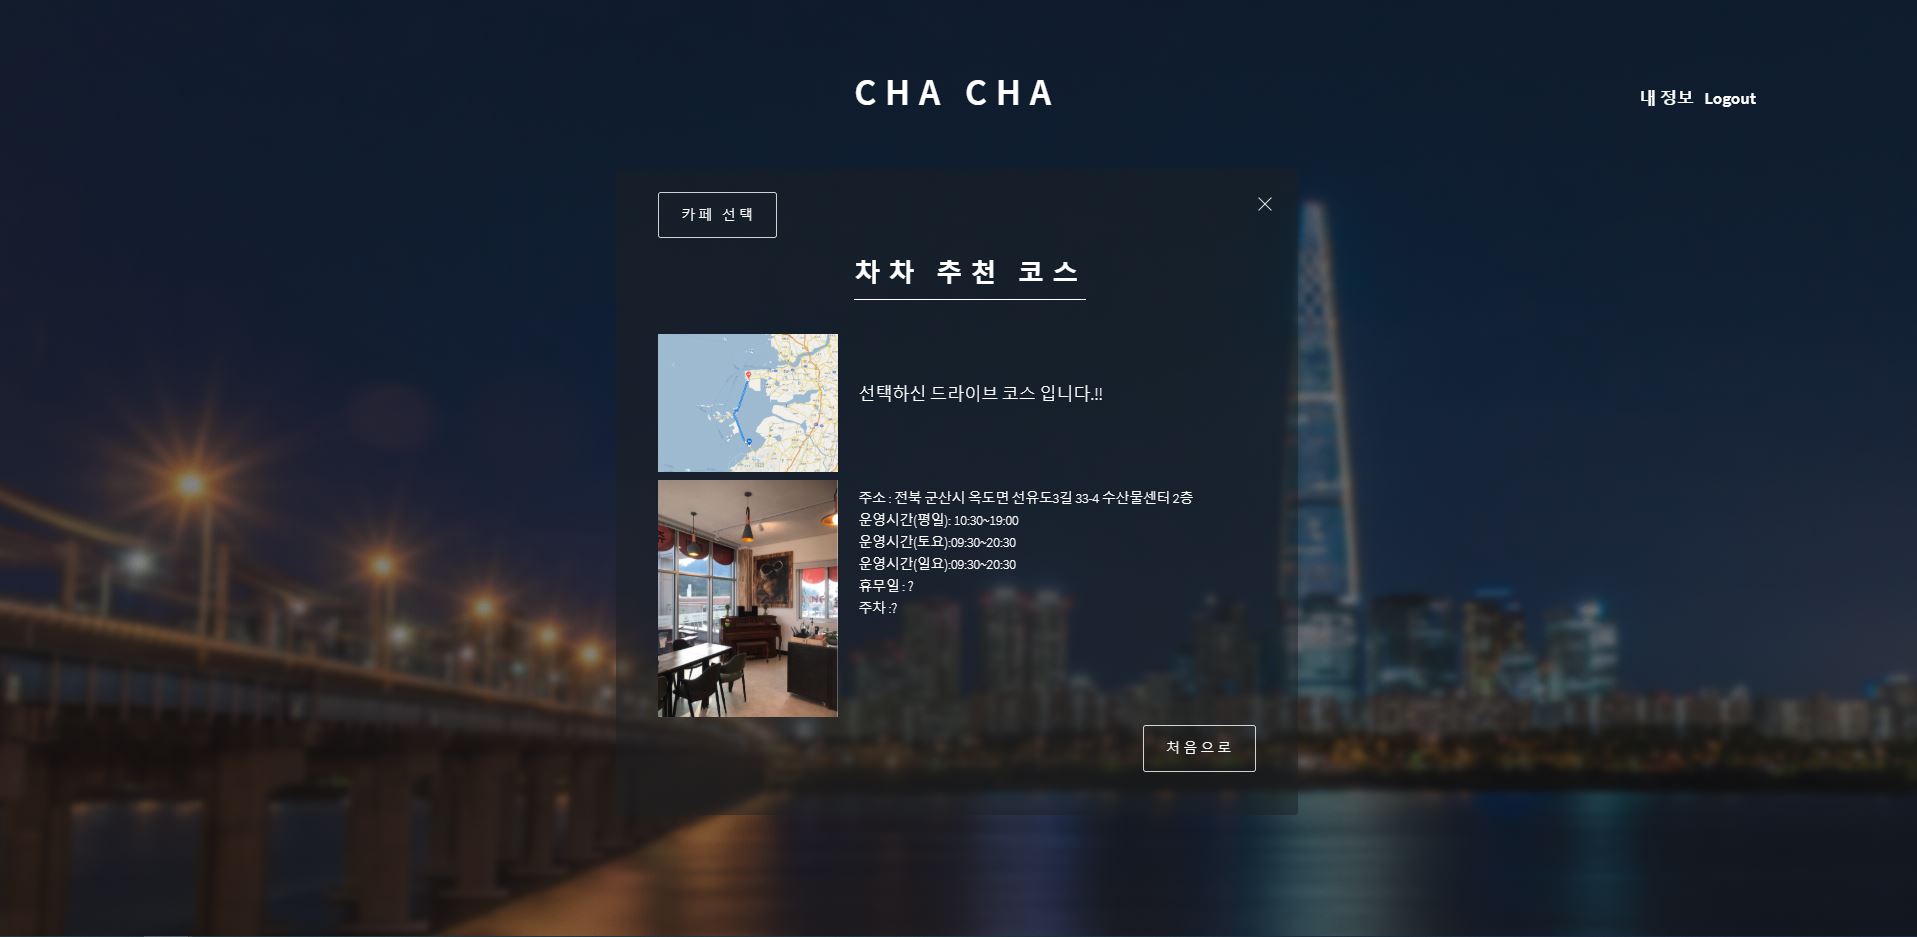 CHA CHA
내 정보 Logout
카페 선택
차차 추천 코스
선택하신 드라이브 코스 입니다.!!
주소 : 전북 군산시 옥도면 선유도3길 33-4 수산물센터 2층
운영시간(평일): 10:30~19:00
운영시간(토요):09:30~20:30
운영시간(일요):09:30~20:30
휴무일 : ?
주차 :?
처음으로